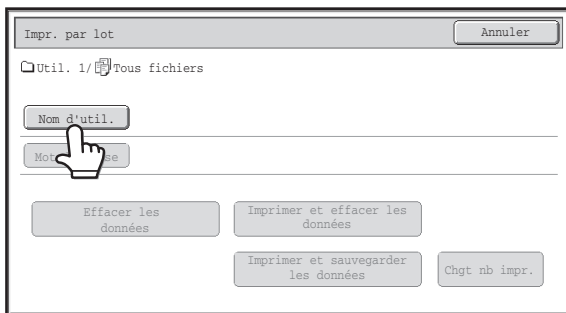 Impr. par lot
Annuler
Util. 1/ Tous fichiers
Nom d'util.
Effacer les
données
Imprimer et effacer les
données
Imprimer et sauvegarder
les données
Chgt nb impr.